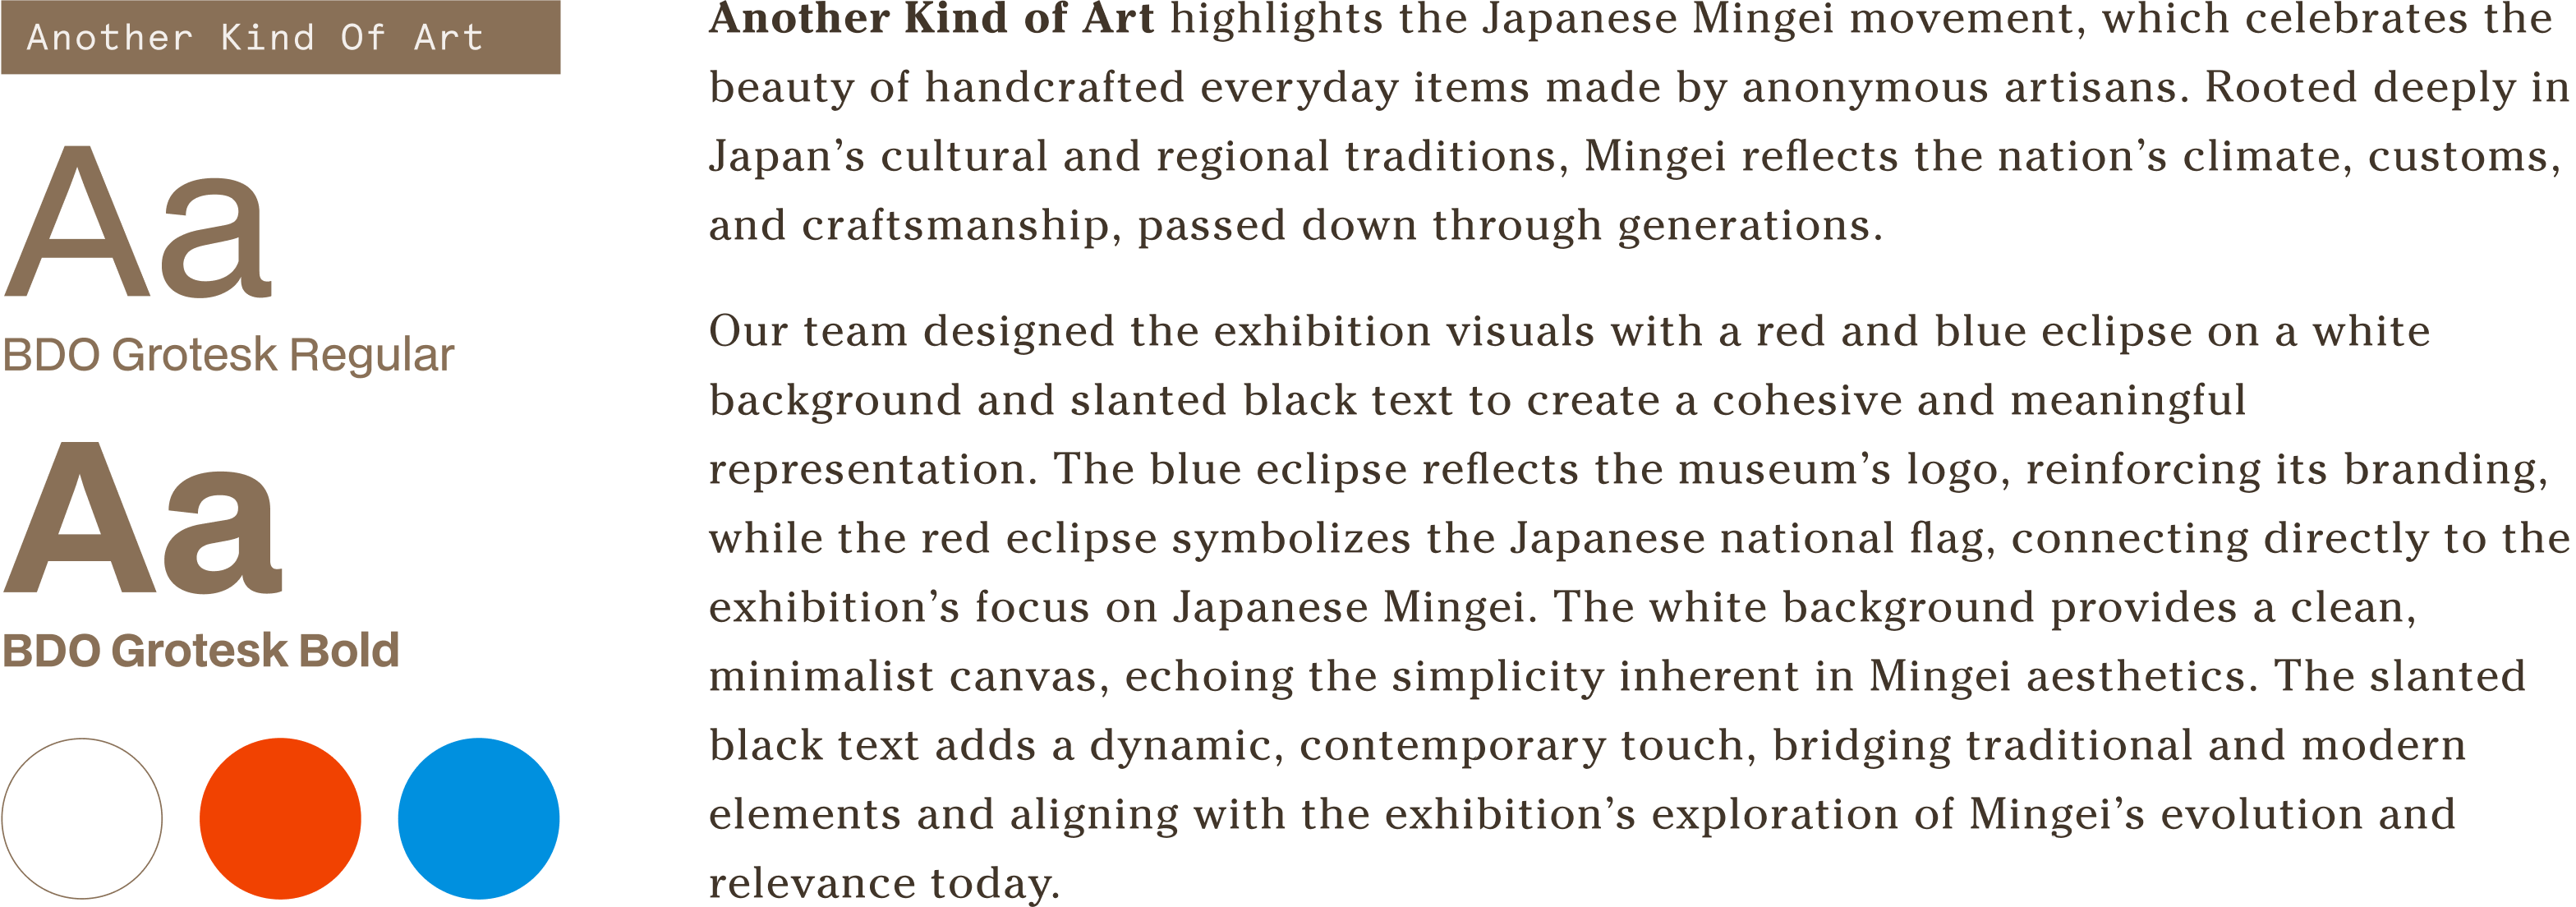 Another Kind Of Art
Aa
BDO Grotesk Regular
Aa
BDO Grotesk Bold
Another Kind of Art highlights the Japanese Mingei movement, which celebrates the
beauty of handcrafted everyday items made by anonymous artisans. Rooted deeply in
Japan’s cultural and regional traditions, Mingei reflects the nation’s climate, customs,
and craftsmanship, passed down through generations.
Our team designed the exhibition visuals with a red and blue eclipse on a white
background and slanted black text to create a cohesive and meaningful
representation. The blue eclipse reflects the museum’s logo, reinforcing its branding,
while the red eclipse symbolizes the Japanese national flag, connecting directly to the
exhibition’s focus on Japanese Mingei. The white background provides a clean,
minimalist canvas, echoing the simplicity inherent in Mingei aesthetics. The slanted
black text adds a dynamic, contemporary touch, bridging traditional and modern
elements and aligning with the exhibition’s exploration of Mingei’s evolution and
relevance today.